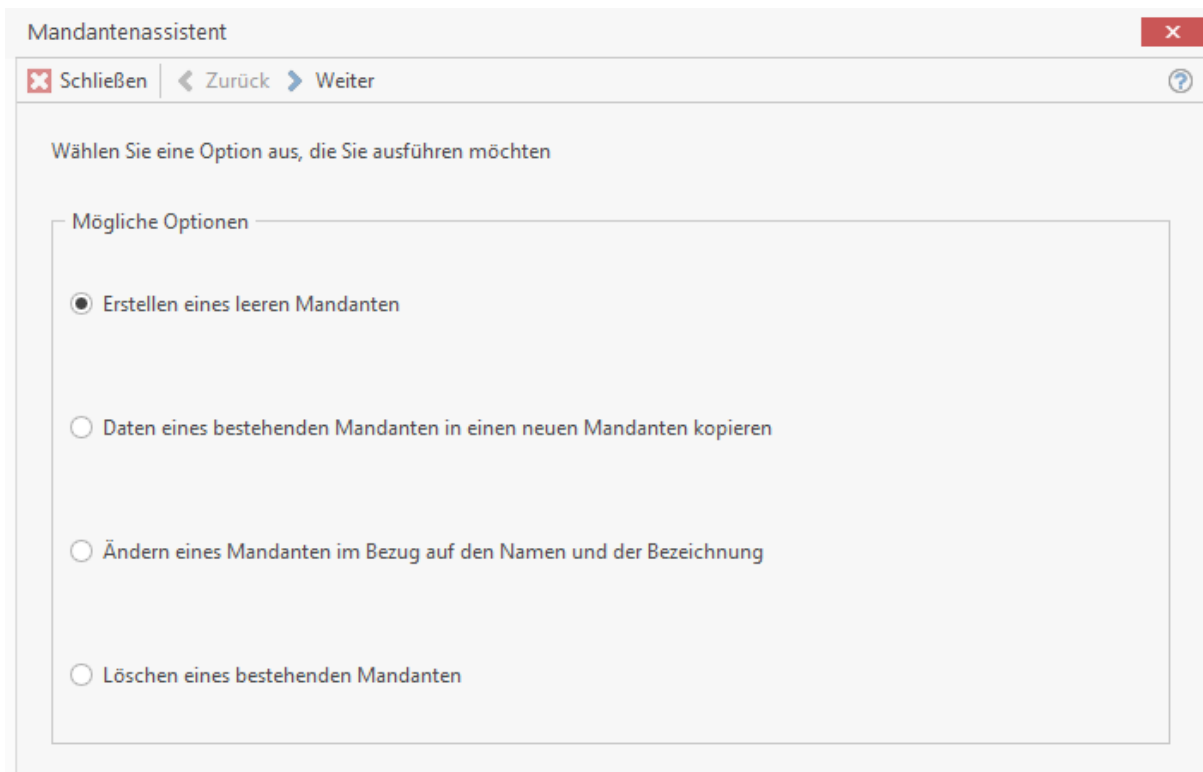 Mandantenassistent
Schließen Zurück Weiter
Wählen Sie eine Option aus, die Sie ausführen möchten
Mögliche Optionen
Erstellen eines leeren Mandanten
Daten eines bestehenden Mandanten in einen neuen Mandanten kopieren
Ändern eines Mandanten im Bezug auf den Namen und der Bezeichnung
Löschen eines bestehenden Mandanten